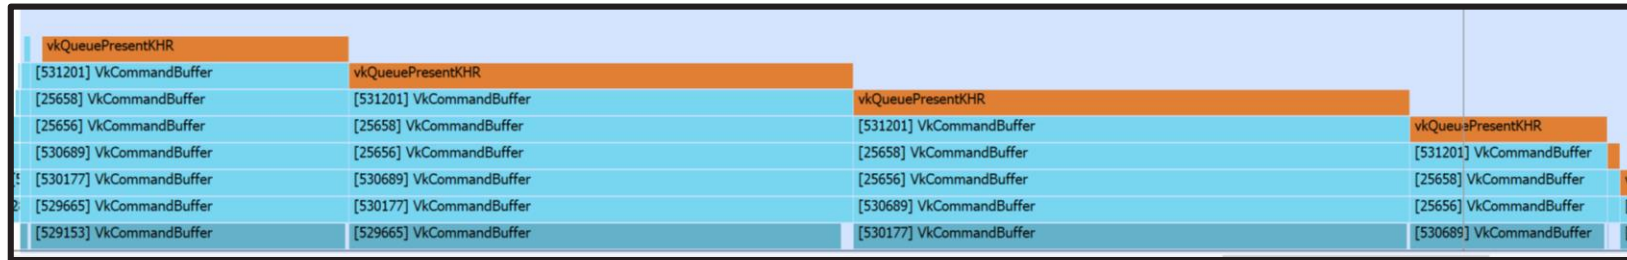 vkQueuePresentKHR
[531201] VkCommandBuffer vkQueuePresentKHR
[25658] VkCommandBuffer [531201] VkCommandBuffer vkQueuePresentKHR
[25656] VkCommandBuffer [25658] VkCommandBuffer [531201] VkCommandBuffer vkQueuePresentKHR
[530689] VkCommandBuffer [25656] VkCommandBuffer [25658] VkCommandBuffer [531201] VkCommandBuffer
[530177] VkCommandBuffer [530689] VkCommandBuffer [25656] VkCommandBuffer [25658] VkCommandBuffer
[529665] VkCommandBuffer [530177] VkCommandBuffer [530689] VkCommandBuffer [25656] VkCommandBuffer
[529153] VkCommandBuffer [529665] VkCommandBuffer [530177] VkCommandBuffer [530689] VkCommandBuffer